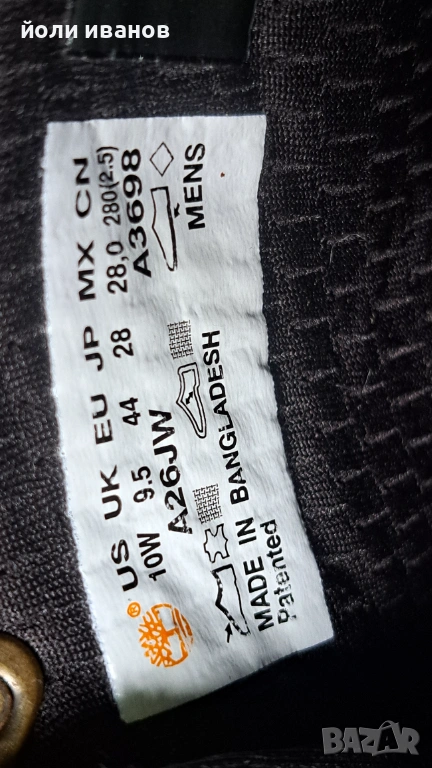 йоли иванов
US UK EU JP MX CN
10W 9.5 44 28 28,0 280(2.5)
A26JW A3698
MENS
MADE IN BANGLADESH
Patented
BAZAR